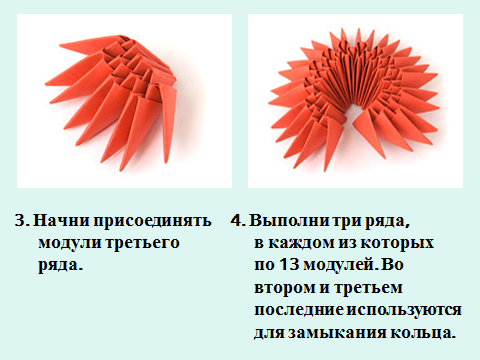 3. Начни присоединять
модули третьего
ряда.
4. Выполни три ряда,
в каждом из которых
по 13 модулей. Во
втором и третьем
последние используются
для замыкания кольца.